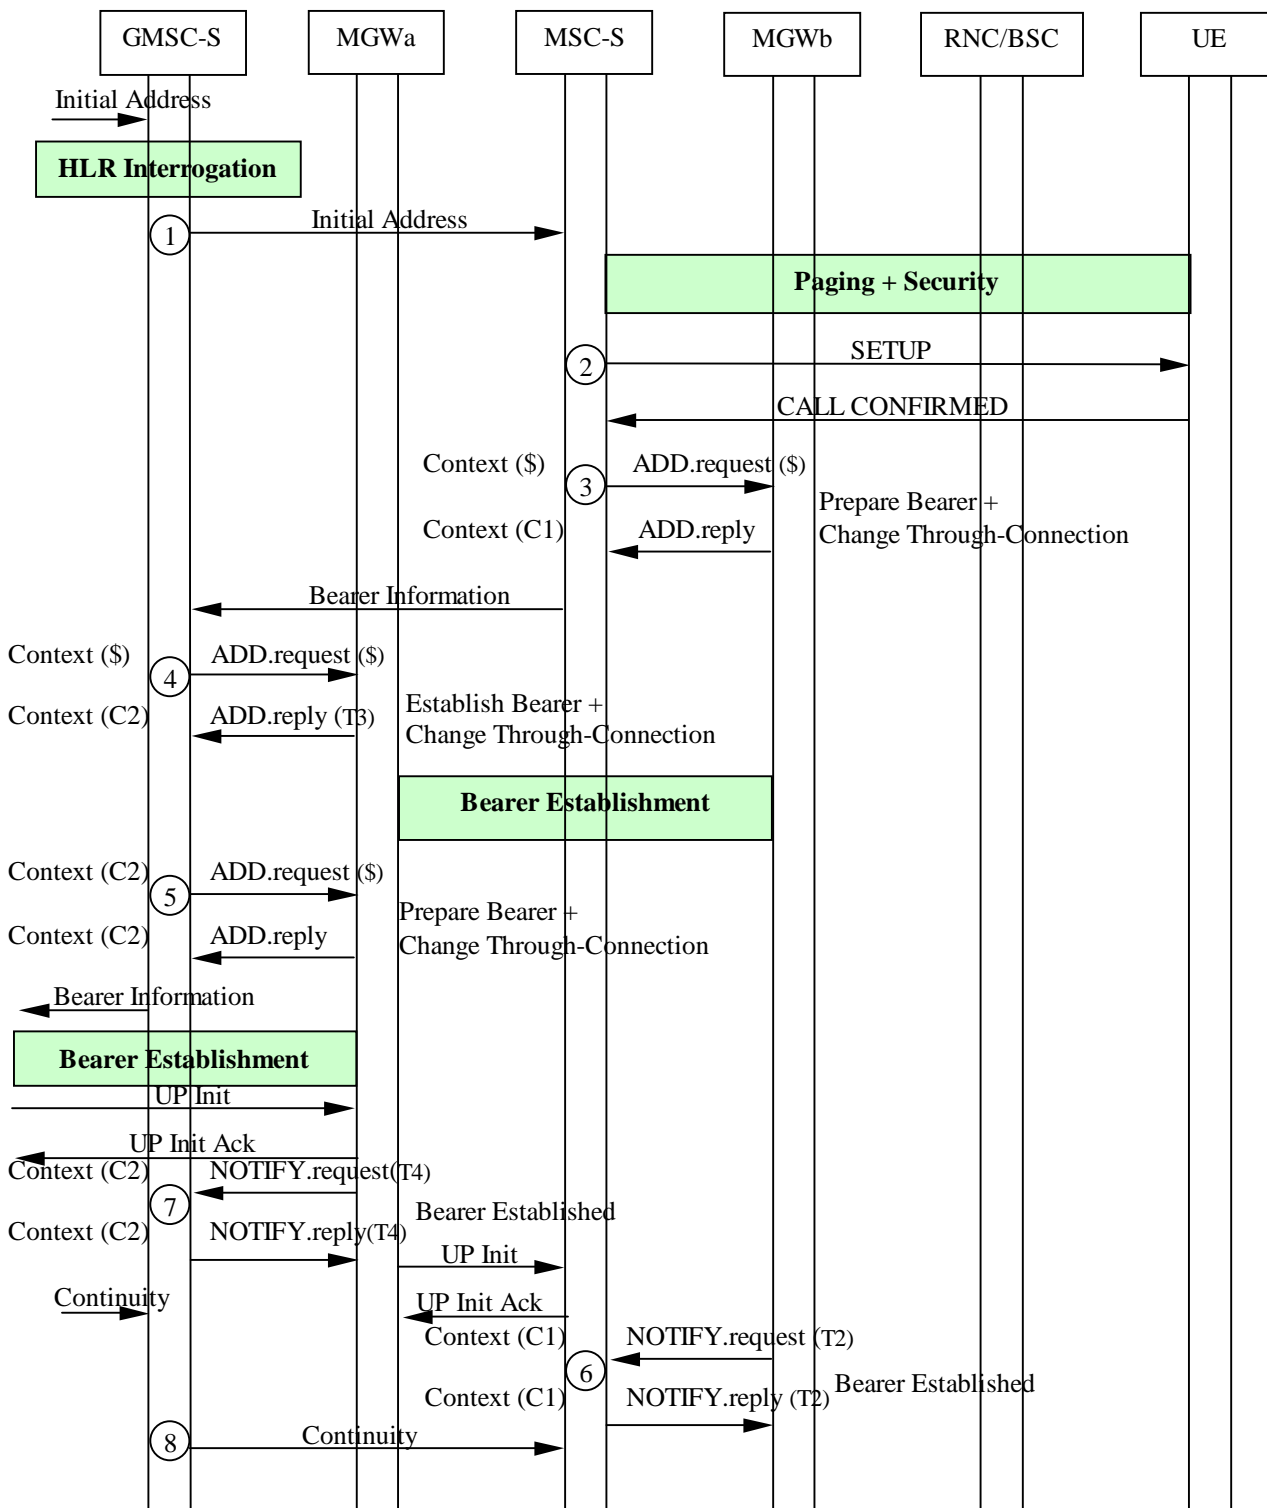 GMSC-S MGWa MSC-S MGWb RNC/BSC UE
Initial Address
HLR Interrogation
1 Initial Address
Paging + Security
2 SETUP
CALL CONFIRMED
Context ($) 3 ADD.request ($)
Prepare Bearer +
Change Through-Connection
Context (C1) ADD.reply
Bearer Information
Context ($) 4 ADD.request ($)
Context (C2) ADD.reply (T3)
Establish Bearer +
Change Through-Connection
Bearer Establishment
Context (C2) 5 ADD.request ($)
Prepare Bearer +
Change Through-Connection
Context (C2) ADD.reply
Bearer Information
Bearer Establishment
UP Init
UP Init Ack
Context (C2) 7 NOTIFY.request(T4)
Bearer Established
Context (C2) NOTIFY.reply(T4)
UP Init
Continuity
UP Init Ack
Context (C1) 6 NOTIFY.request (T2)
Bearer Established
Context (C1) NOTIFY.reply (T2)
8 Continuity